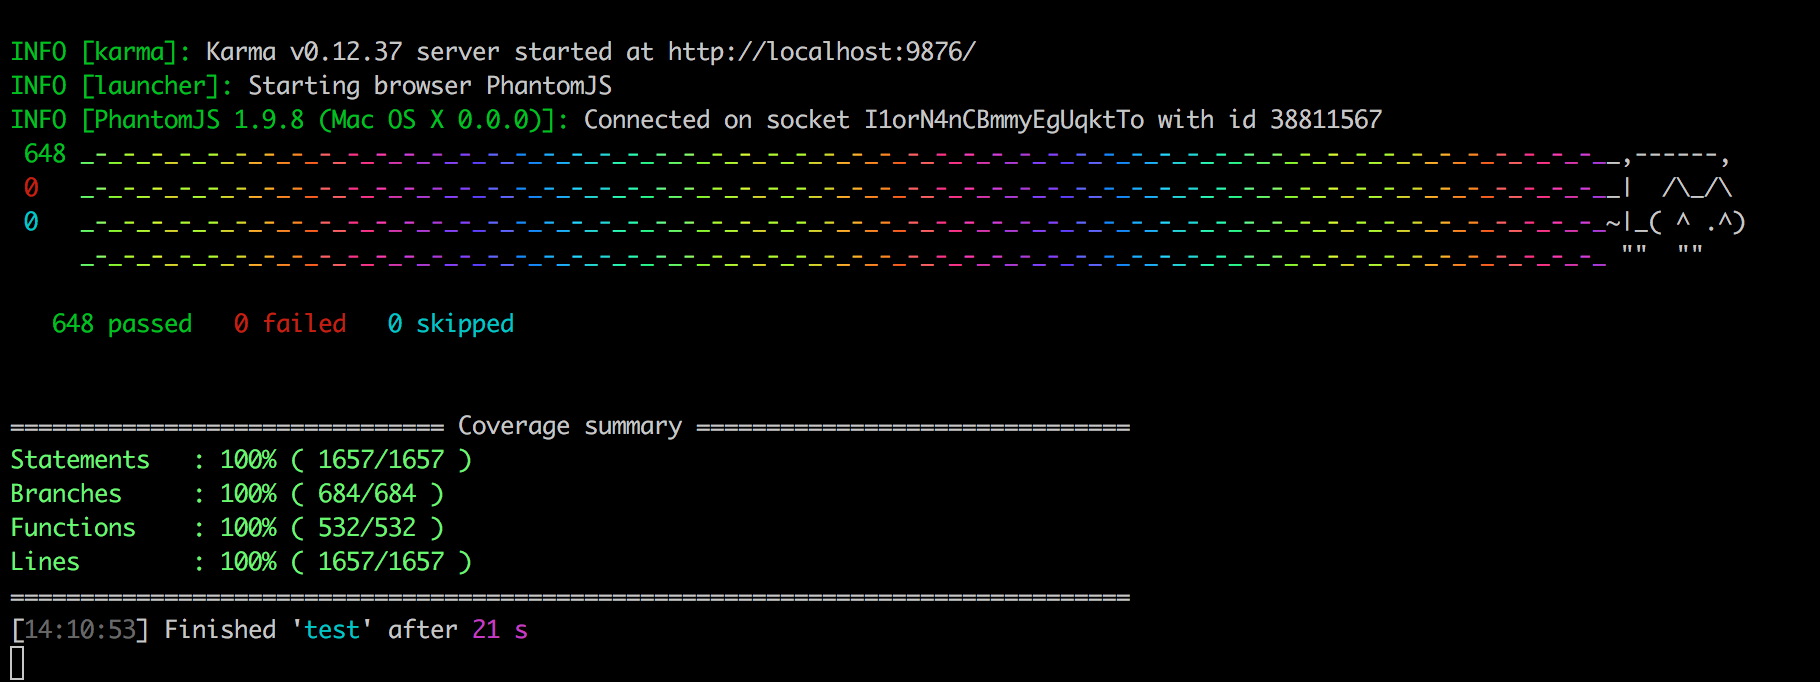 INFO [karma]: Karma v0.12.37 server started at http://localhost:9876/
INFO [launcher]: Starting browser PhantomJS
INFO [PhantomJS 1.9.8 (Mac OS X 0.0.0)]: Connected on socket I1orN4nCBmmyEgUqktTo with id 38811567
648 _-_-_-_-_-_-_-_-_-_-_-_-_-_-_-_-_-_-_-_-_-_-_-_-_-_-_-_-_-_-_-_-_-_-_-_-_-_-_-_-_-_-_-_-_-_-_-_-_-_-_-_-_-_-__,------,
0 _-_-_-_-_-_-_-_-_-_-_-_-_-_-_-_-_-_-_-_-_-_-_-_-_-_-_-_-_-_-_-_-_-_-_-_-_-_-_-_-_-_-_-_-_-_-_-_-_-_-_-_-_-_-__|  /\_/\
0 _-_-_-_-_-_-_-_-_-_-_-_-_-_-_-_-_-_-_-_-_-_-_-_-_-_-_-_-_-_-_-_-_-_-_-_-_-_-_-_-_-_-_-_-_-_-_-_-_-_-_-_-_-_-_~|_( ^ .^)
_-_-_-_-_-_-_-_-_-_-_-_-_-_-_-_-_-_-_-_-_-_-_-_-_-_-_-_-_-_-_-_-_-_-_-_-_-_-_-_-_-_-_-_-_-_-_-_-_-_-_-_-_-_-_ ""  ""
648 passed   0 failed   0 skipped
=============================== Coverage summary ===============================
Statements   : 100% ( 1657/1657 )
Branches     : 100% ( 684/684 )
Functions    : 100% ( 532/532 )
Lines        : 100% ( 1657/1657 )
================================================================================
[14:10:53] Finished 'test' after 21 s